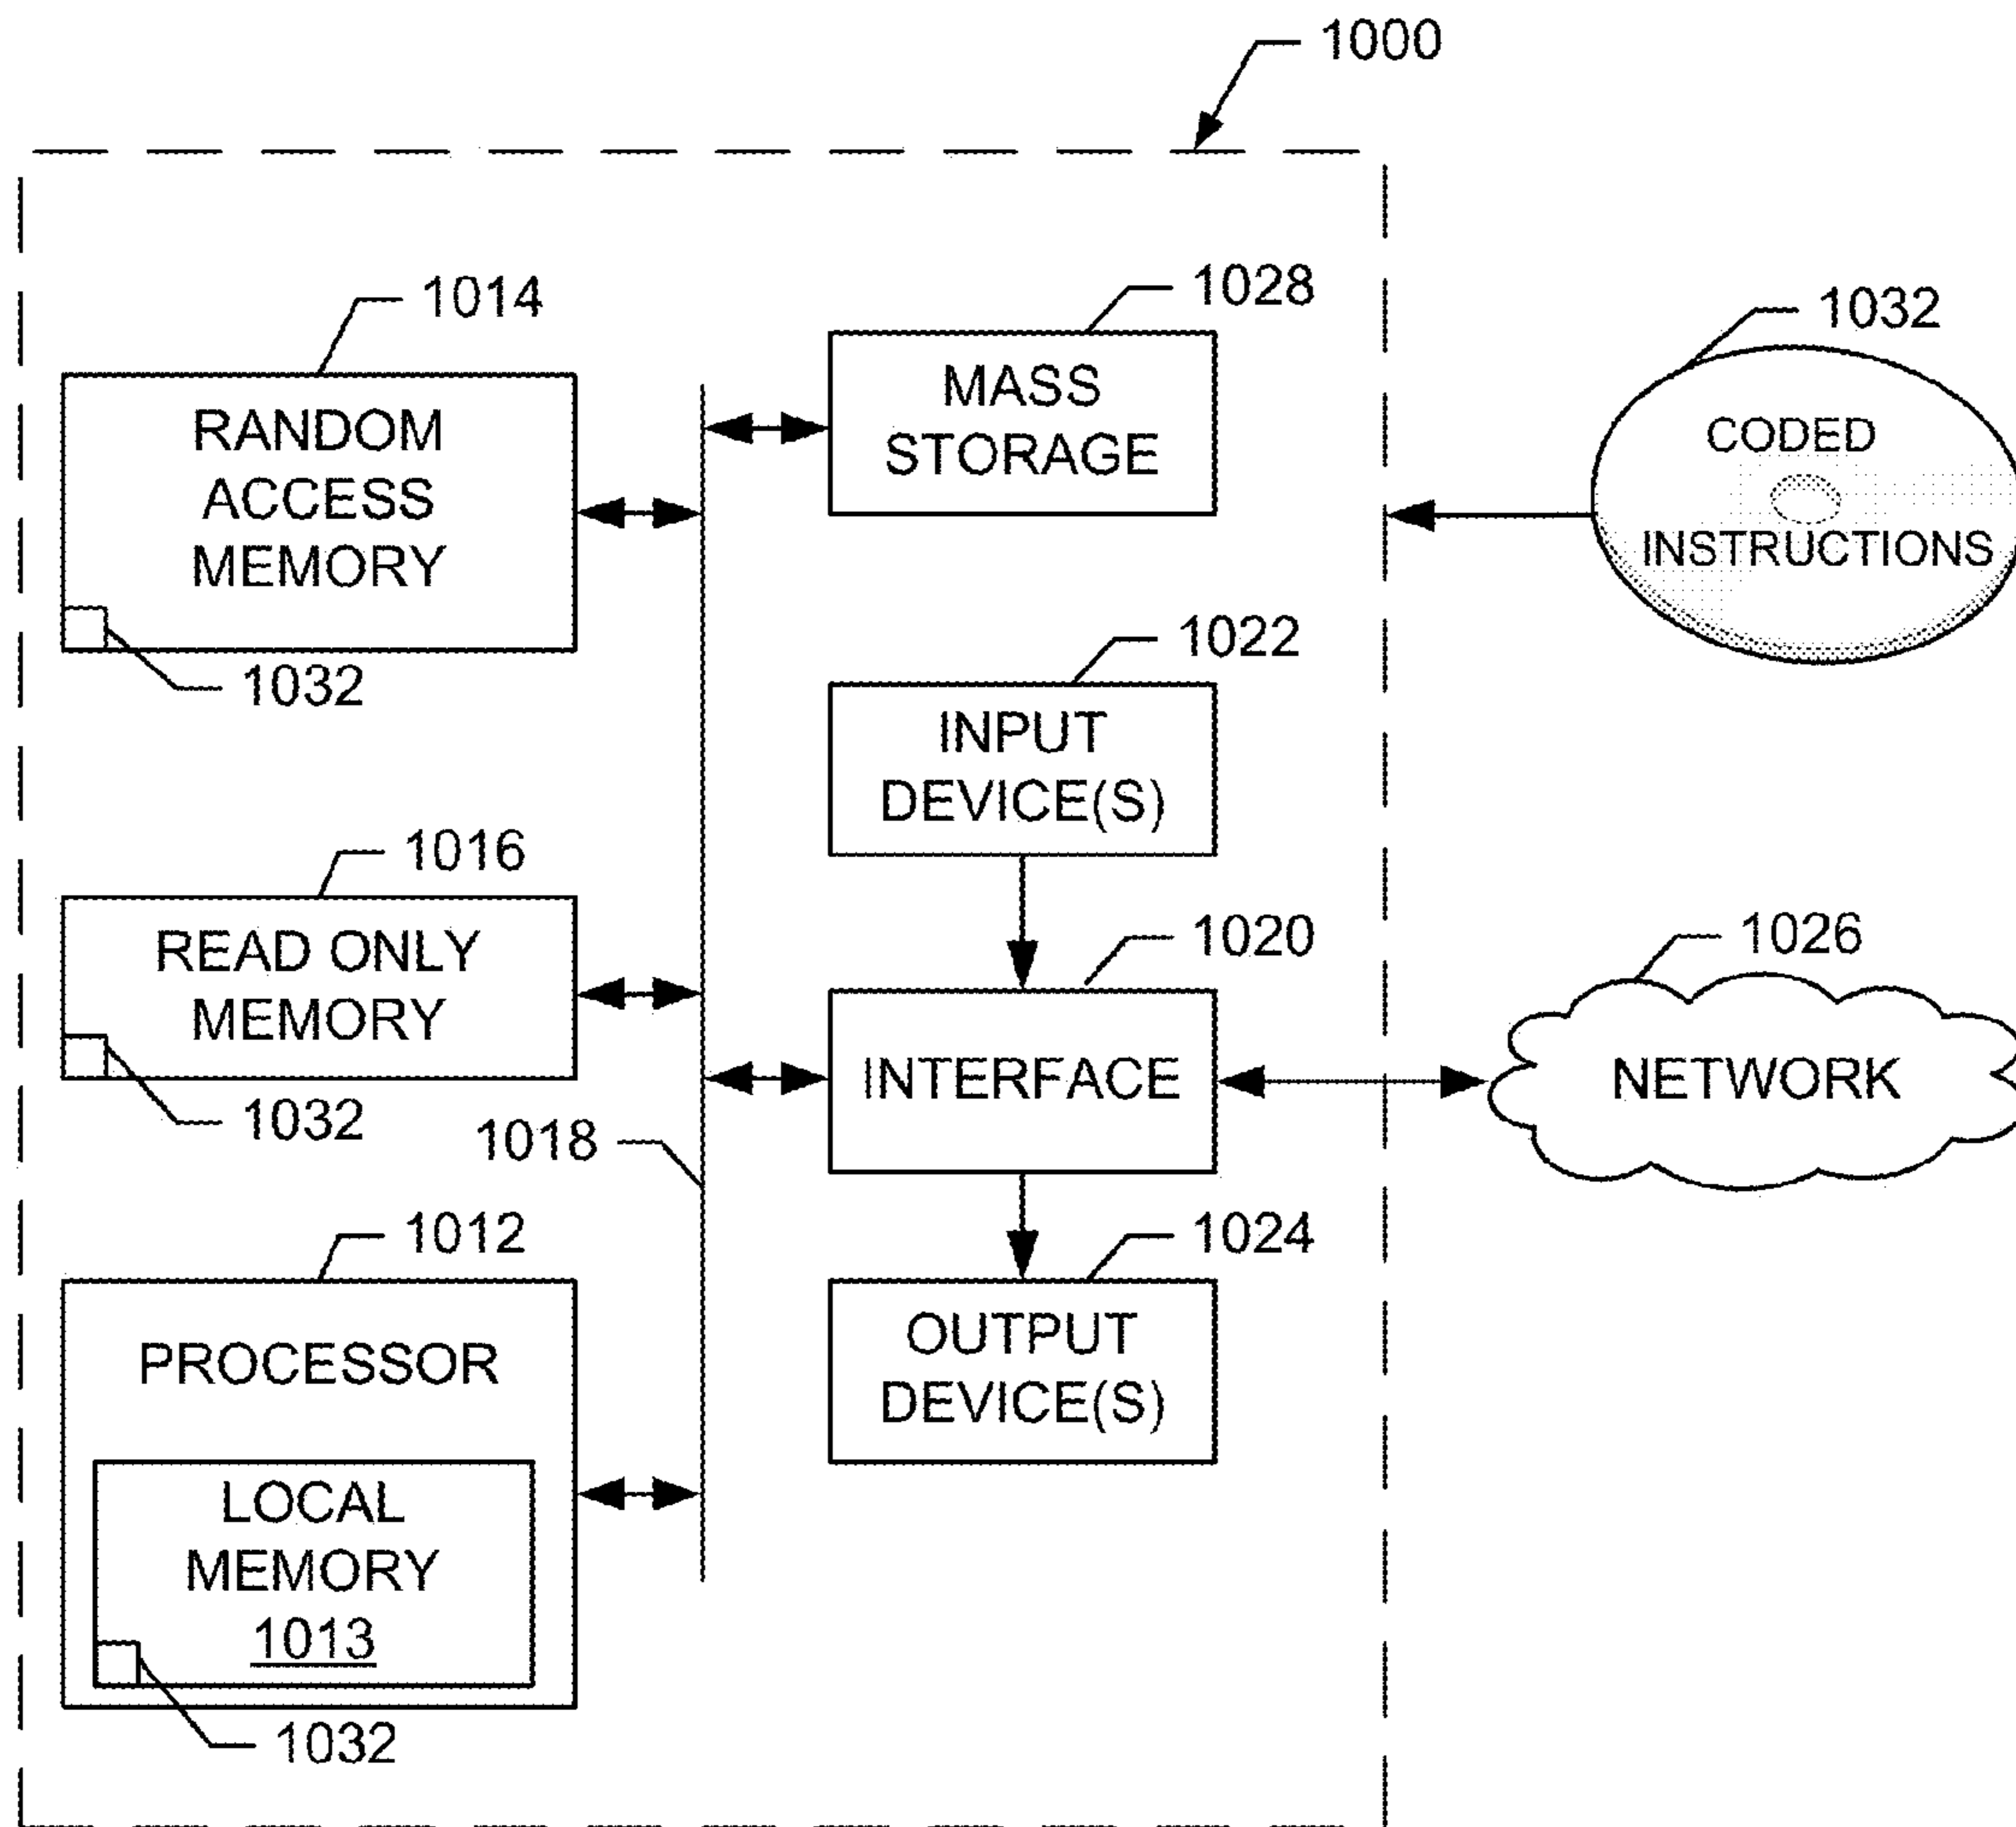 1000
1014
RANDOM
ACCESS
MEMORY
1032
1028
MASS
STORAGE
1032
CODED
INSTRUCTIONS
1022
INPUT
DEVICE(S)
1016
READ ONLY
MEMORY
1032
1018
1020
INTERFACE
1026
NETWORK
1012
PROCESSOR
LOCAL
MEMORY
1013
1032
1024
OUTPUT
DEVICE(S)